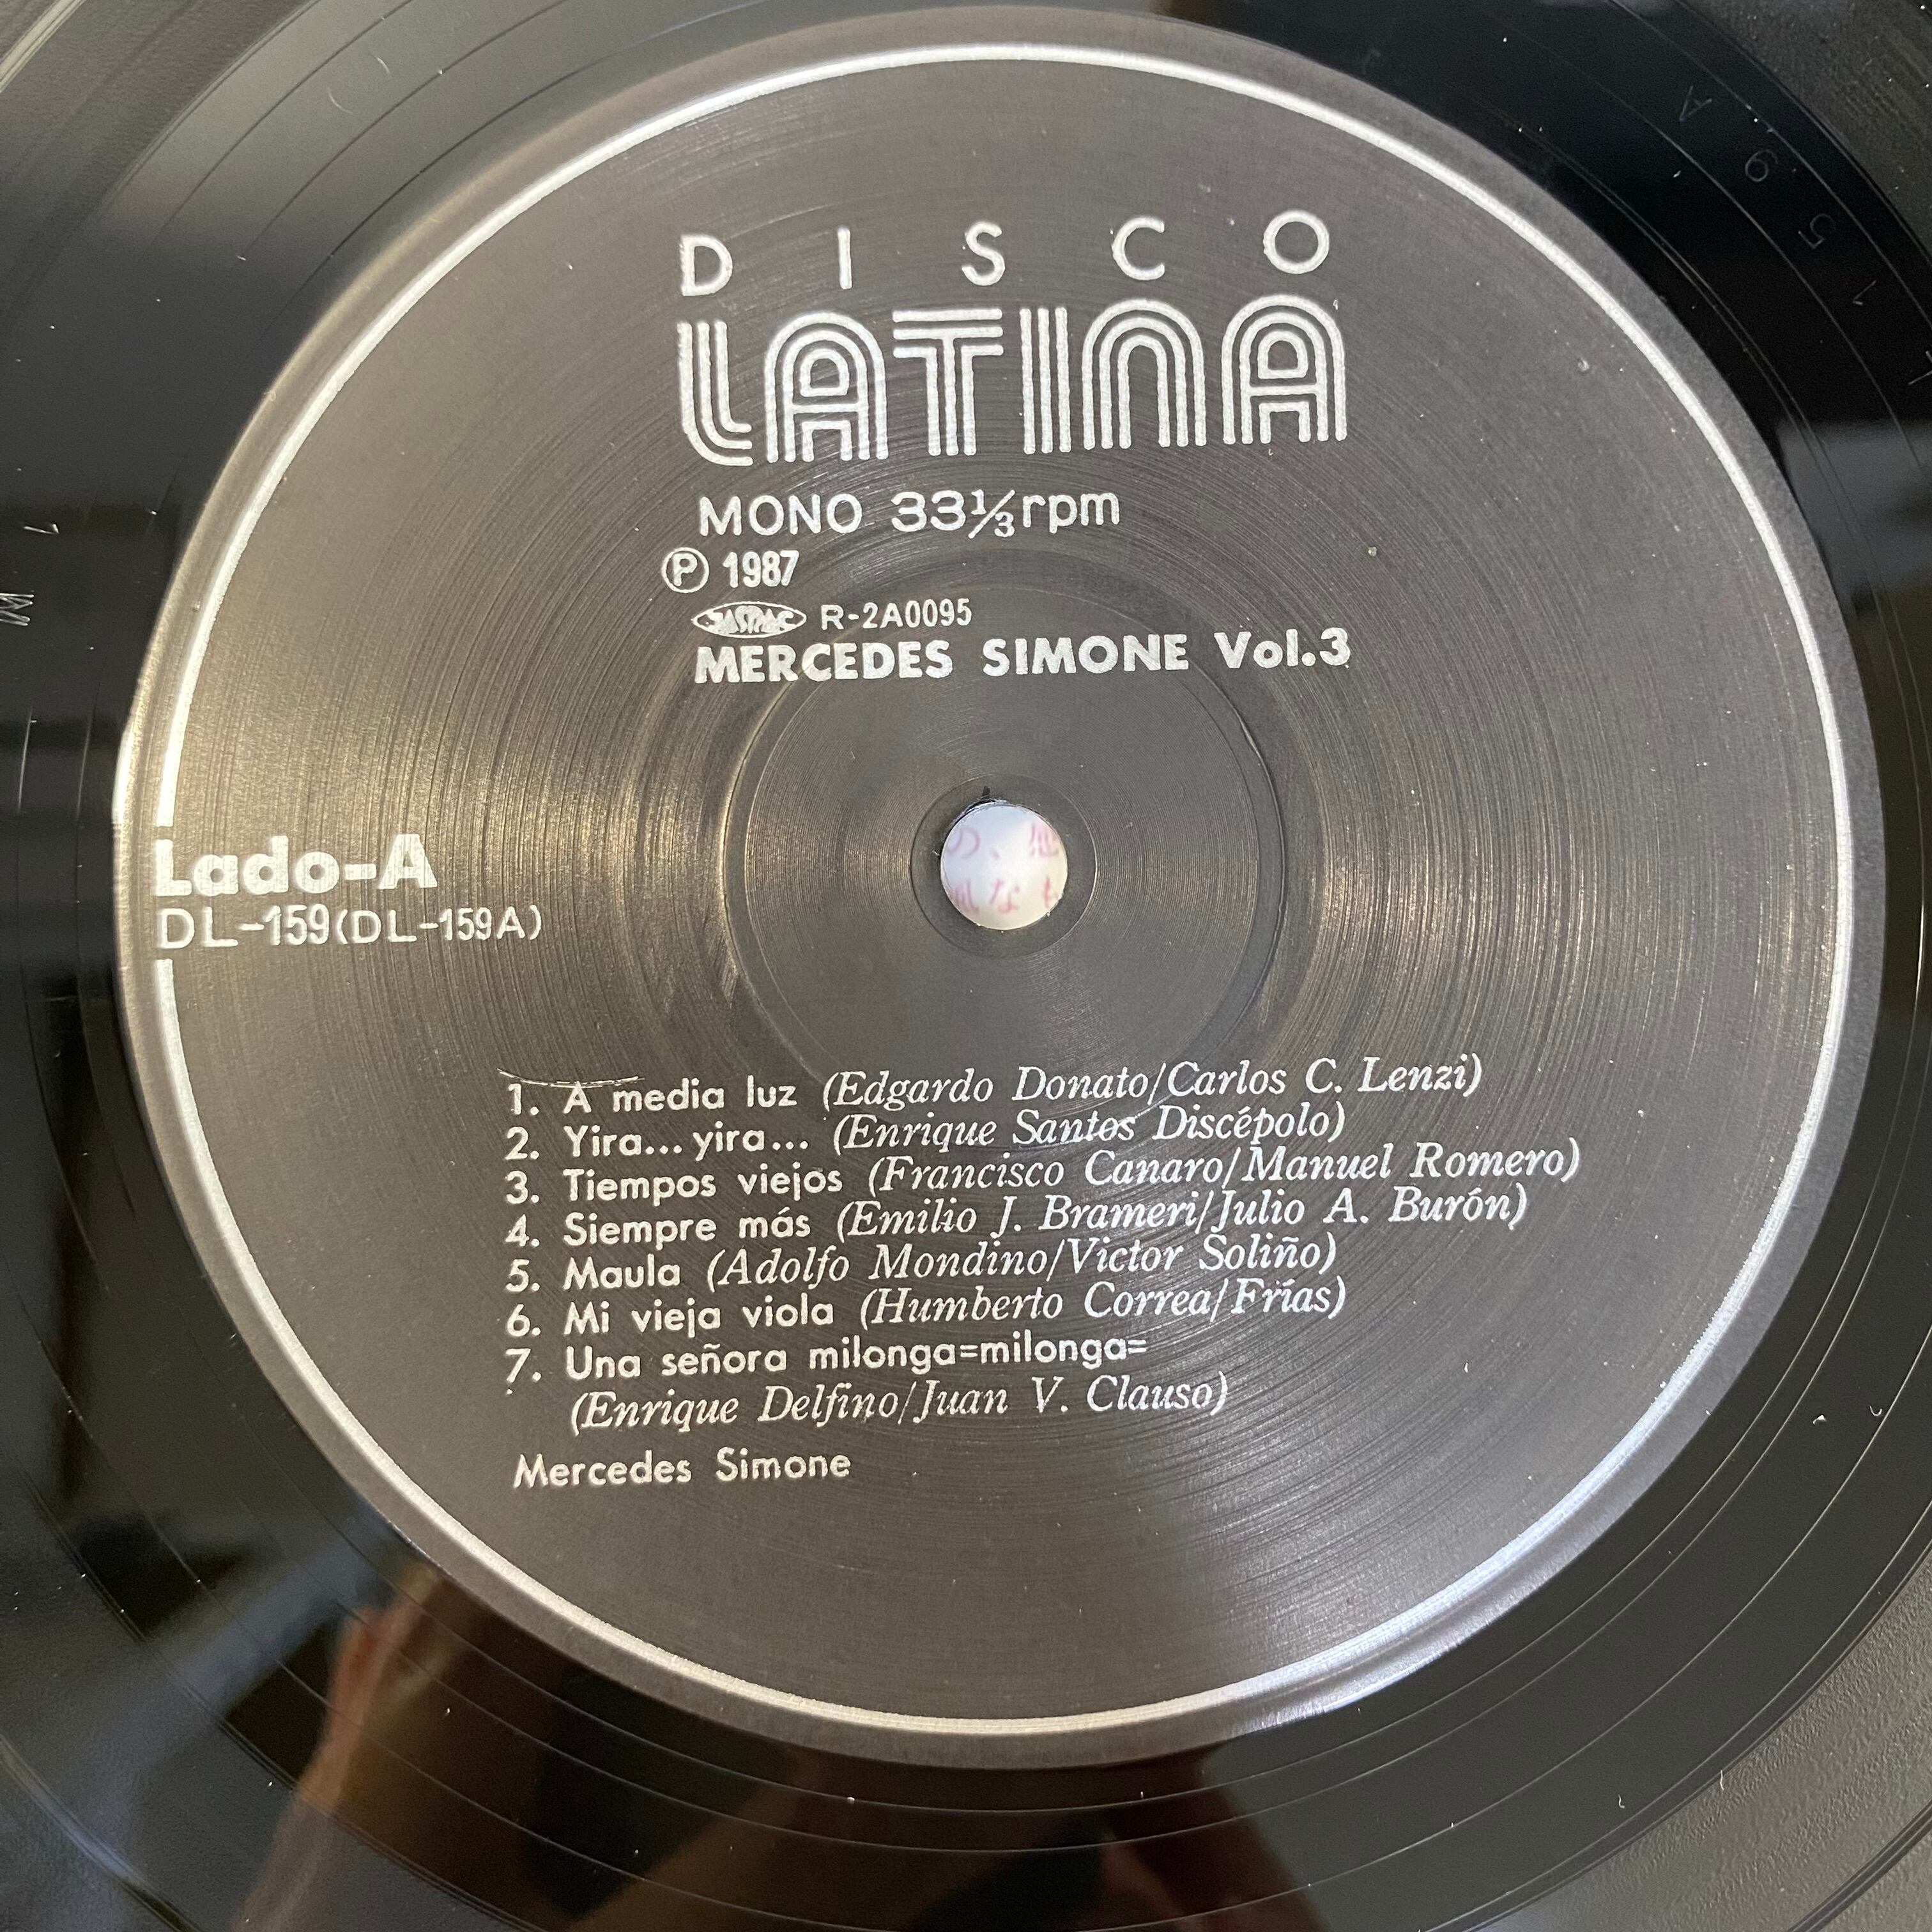 DISCO
LATINA
MONO 33⅓rpm
Ⓟ 1987
JASRAC R-2A0095
MERCEDES SIMONE Vol.3
Lado-A
DL-159(DL-159A)
の、
なも
1. A media luz (Edgardo Donato/Carlos C. Lenzi)
2. Yira... yira... (Enrique Santos Discépolo)
3. Tiempos viejos (Francisco Canaro/Manuel Romero)
4. Siempre más (Emilio J. Brameri/Julio A. Burón)
5. Maula (Adolfo Mondino/Victor Soliño)
6. Mi vieja viola (Humberto Correa/Frías)
7. Una señora milonga=milonga=
(Enrique Delfino/Juan V. Clauso)
Mercedes Simone